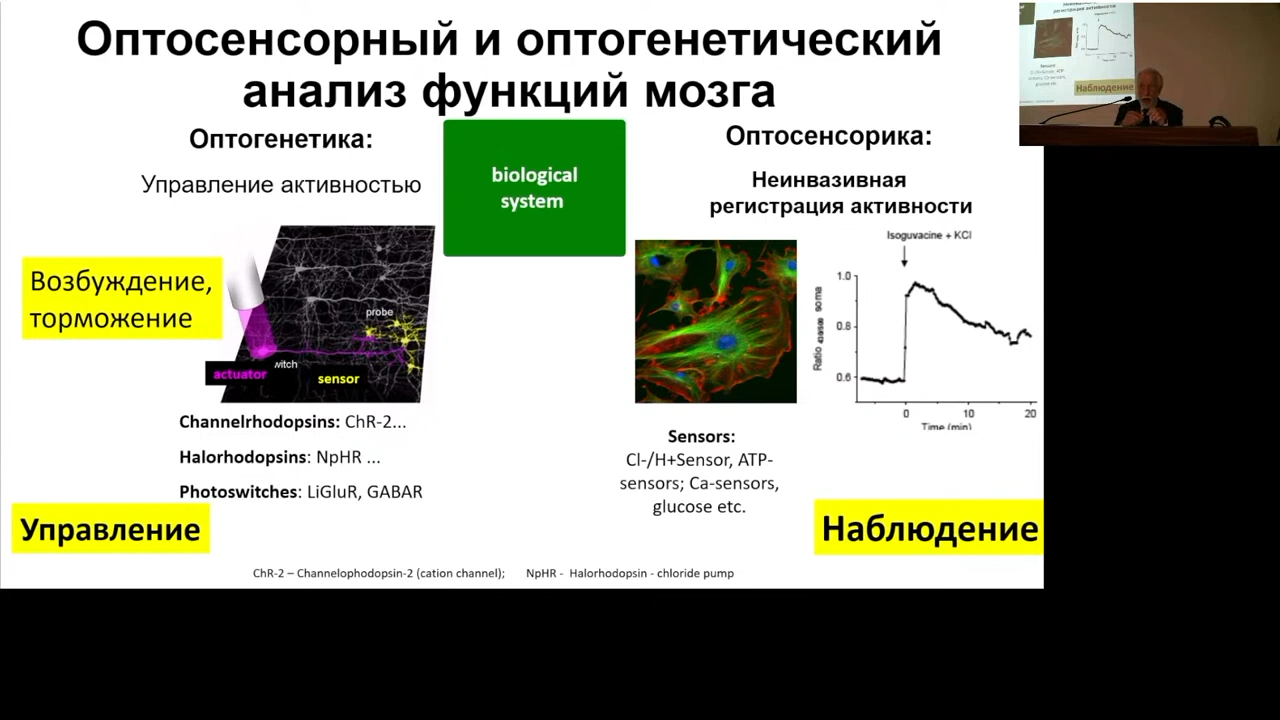 Оптосенсорный и оптогенетический
анализ функций мозга
Оптогенетика:
Управление активностью
Возбуждение,
торможение
probe
witch
actuator
sensor
Channelrhodopsins: ChR-2...
Halorhodopsins: NpHR ...
Photoswitches: LiGluR, GABAR
Управление
biological
system
Оптосенсорика:
Неинвазивная
регистрация активности
Isoguvacine + KCl
1.0
0.8
0.6
0
10
20
Time (min)
Sensors:
Cl-/H+Sensor, ATP-
sensors; Ca-sensors,
glucose etc.
Наблюдение
ChR-2 – Channelophodopsin-2 (cation channel); NpHR - Halorhodopsin - chloride pump
Наблюдение